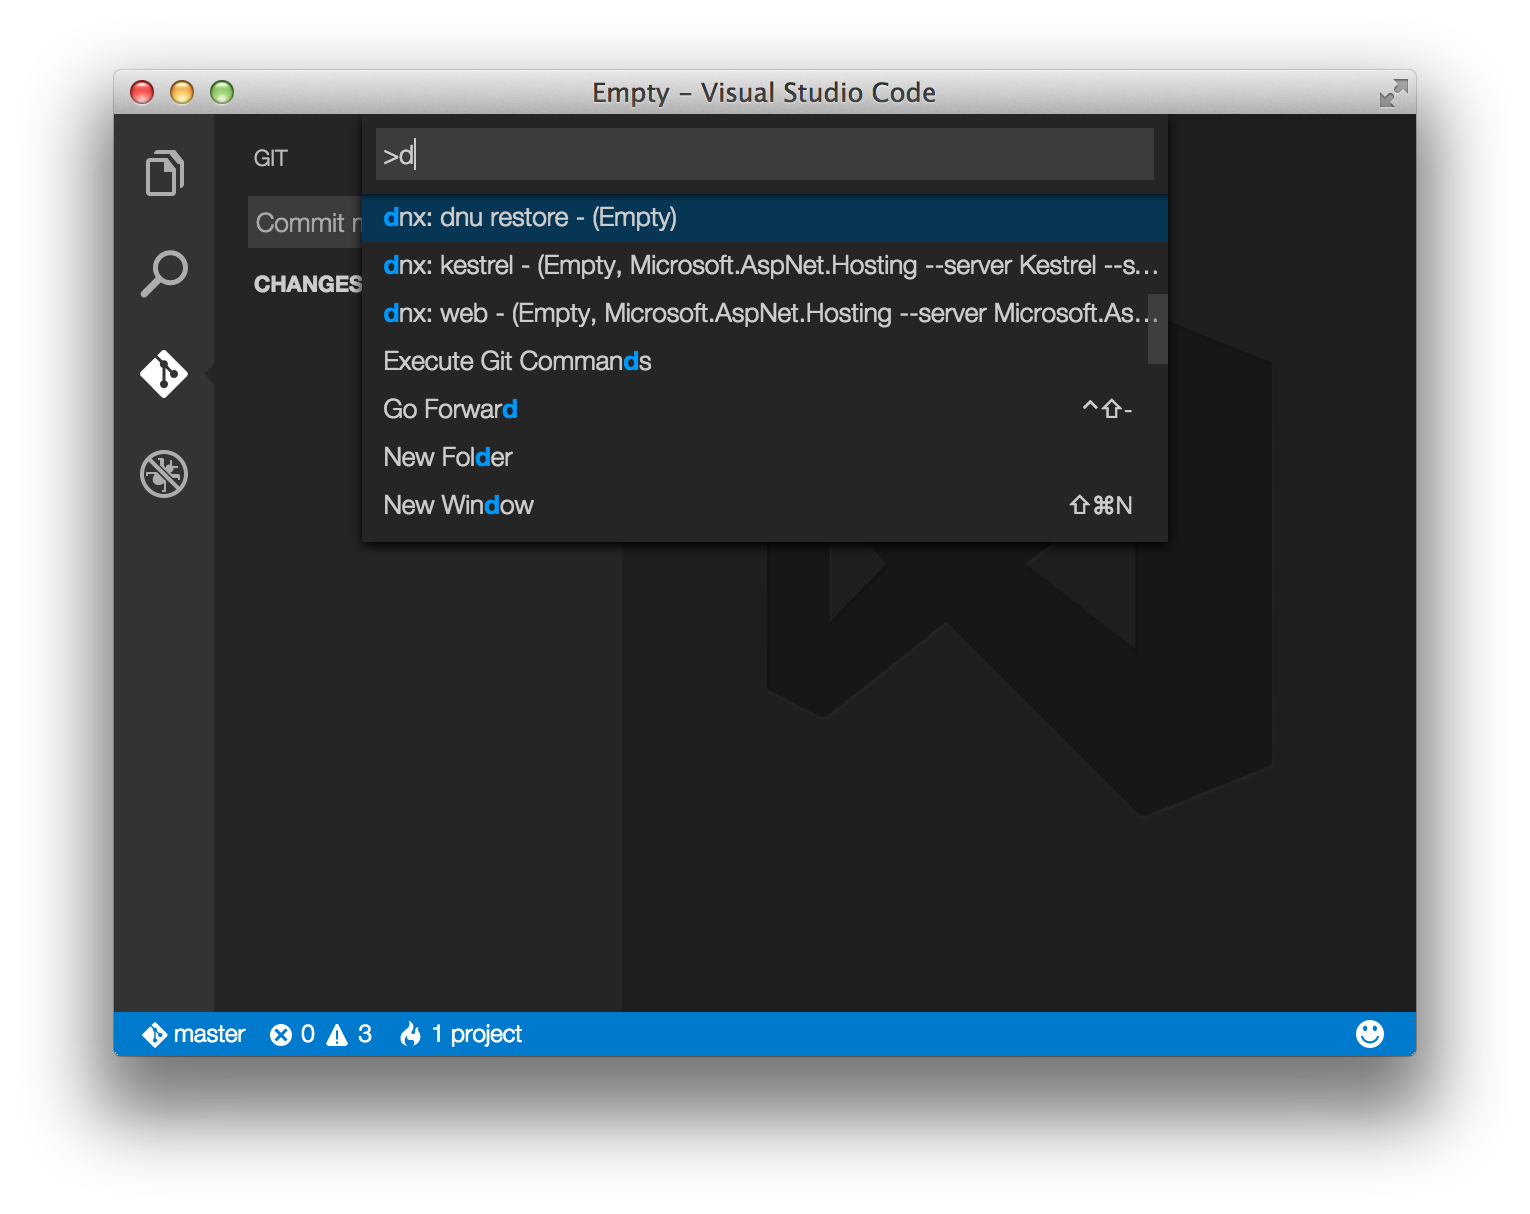 Empty – Visual Studio Code
GIT
>d
Commit
CHANGES
dnx: dnu restore - (Empty)
dnx: kestrel - (Empty, Microsoft.AspNet.Hosting --server Kestrel --s…
dnx: web - (Empty, Microsoft.AspNet.Hosting --server Microsoft.As…
Execute Git Commands
Go Forward ^⇧-
New Folder
New Window ⇧⌘N
master 0 3 1 project